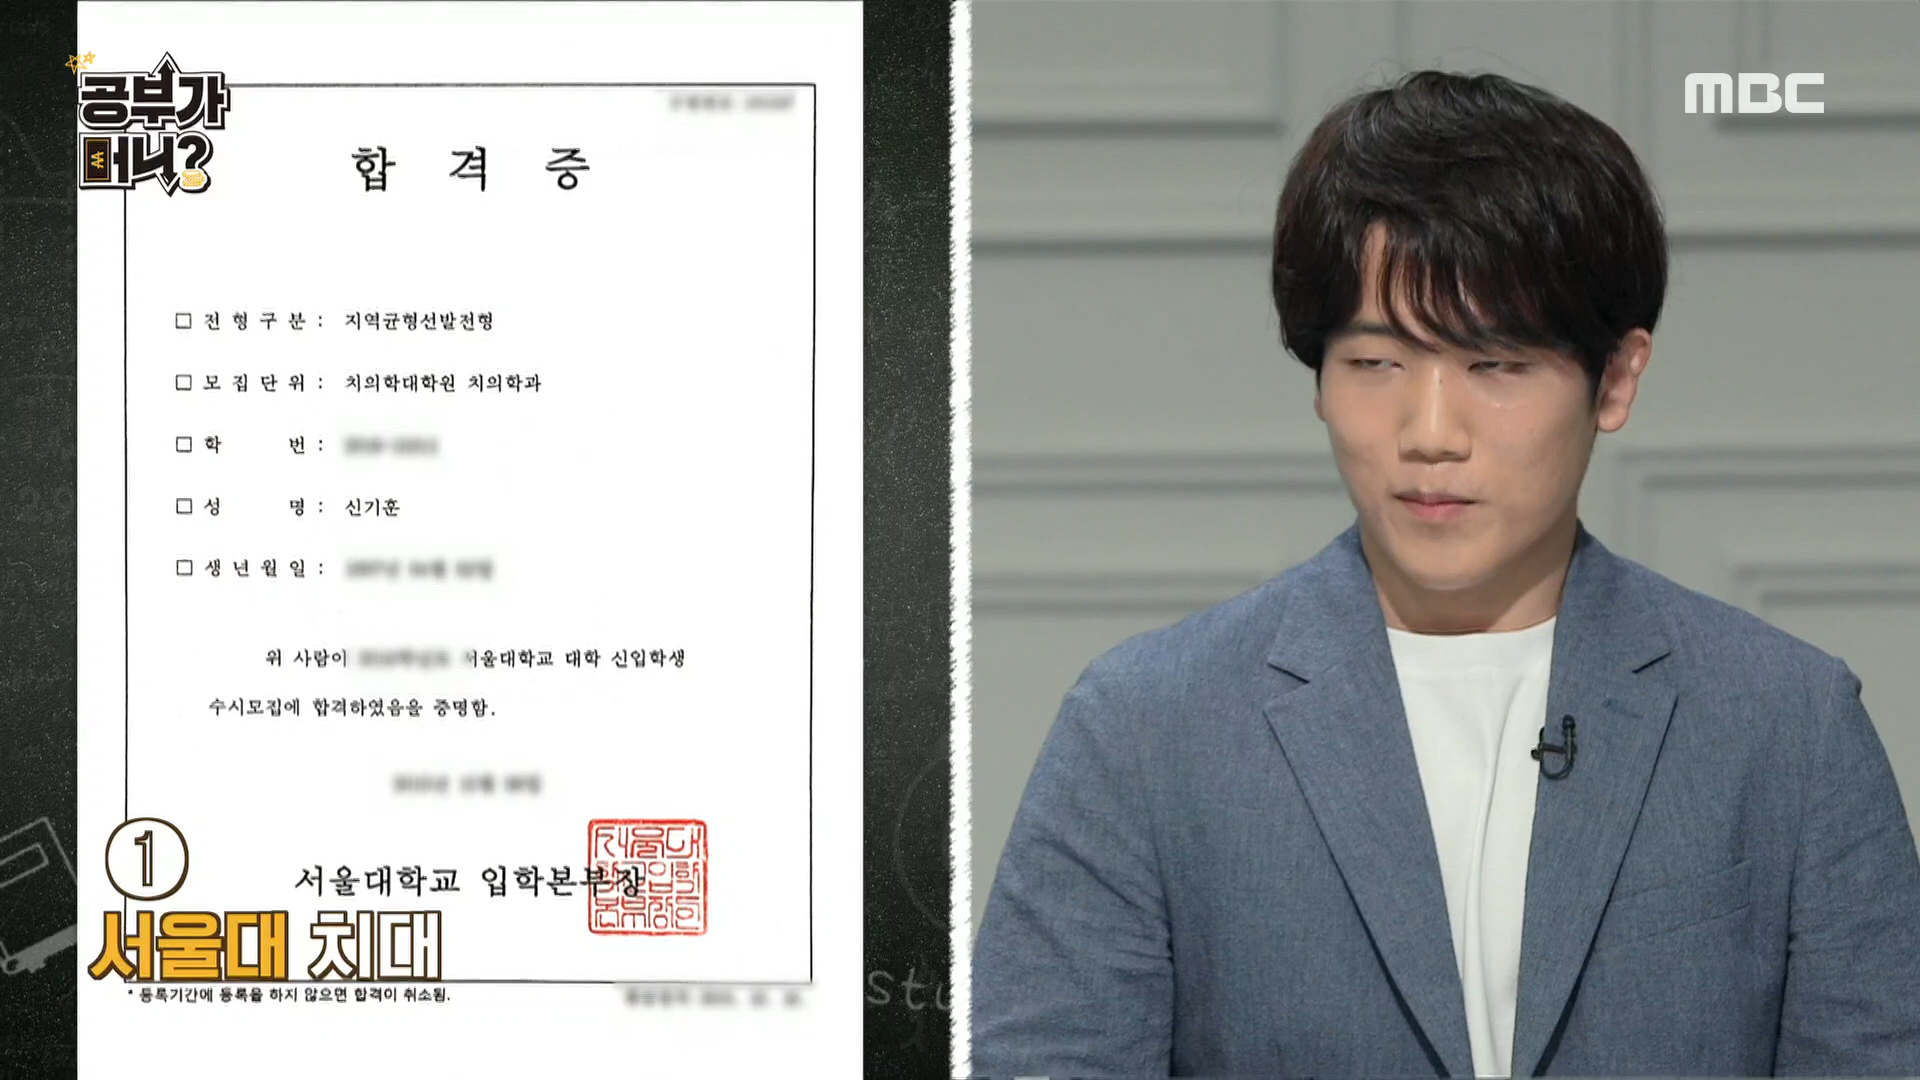 공부가
머니?
MBC
합 격 증
□ 전 형 구 분 : 지역균형선발전형
□ 모 집 단 위 : 치의학대학원 치의학과
□ 학 번 :
□ 성 명 : 신기훈
□ 생 년 월 일 :
위 사람이 서울대학교 대학 신입학생
수시모집에 합격하였음을 증명함.
서울대학교 입학본부장
1
서울대 치대
* 등록기간에 등록을 하지 않으면 합격이 취소됨.